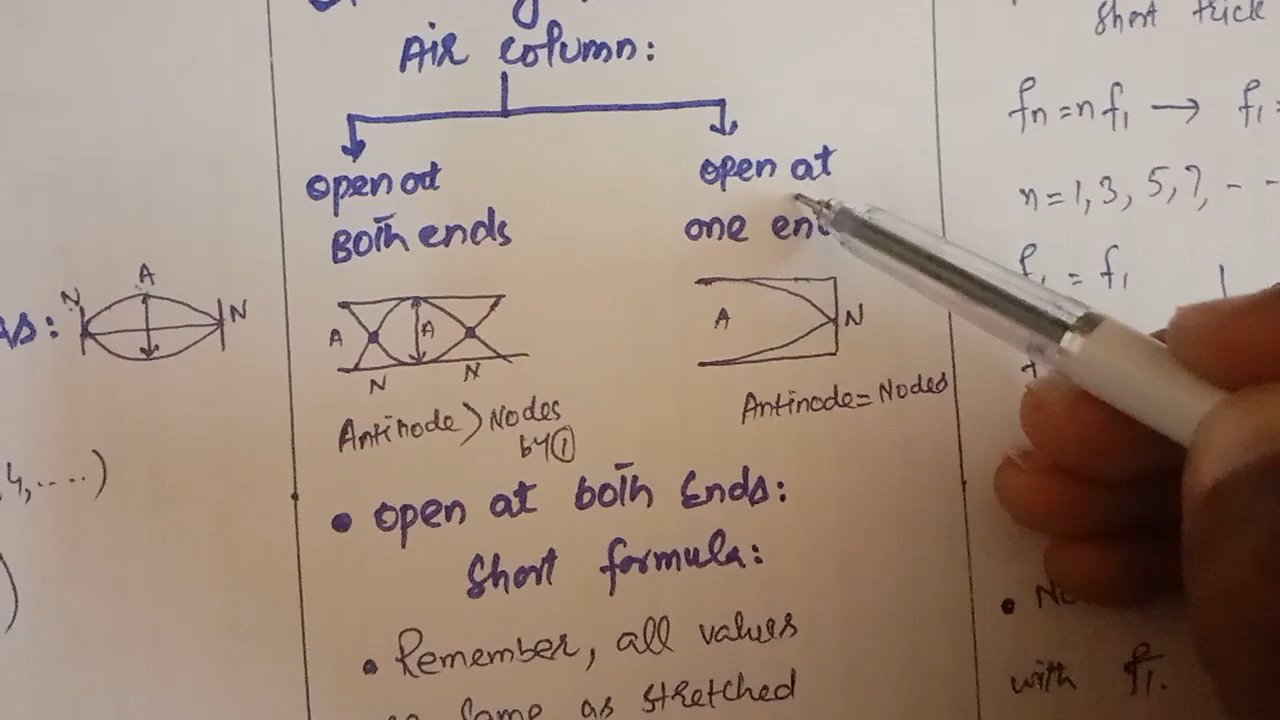 Air column:
open at
Both ends
open at
one en
A
A
N
N
Antinode > Nodes
by 1
A
N
Antinode = Nodes
• open at both Ends:
Short formula:
• Remember, all values
Same as stretched
N
A
N
4,....)
Short trick
fn = n f1 → f1 =
n = 1, 3, 5, 7, - -
f1 = f1
with f1.